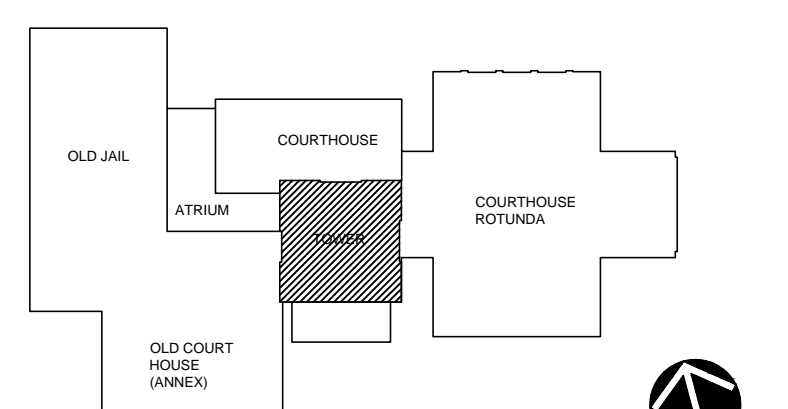 COURTHOUSE
OLD JAIL
COURTHOUSE
ROTUNDA
ATRIUM
TOWER
OLD COURT
HOUSE
(ANNEX)